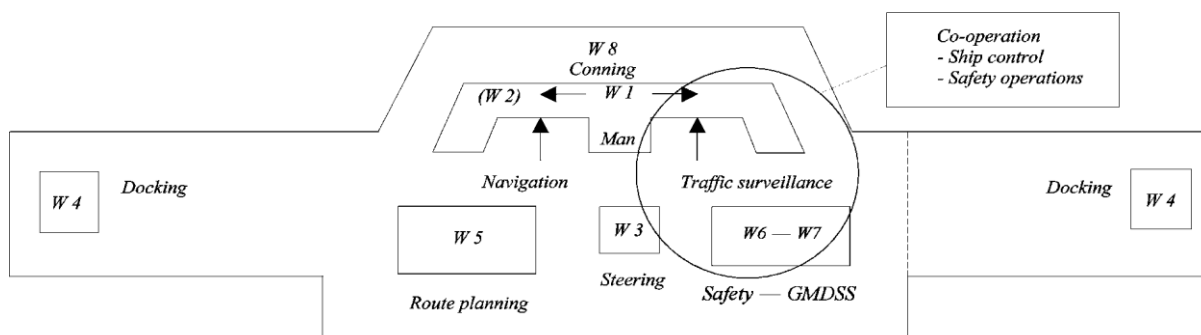 W 8
Conning
Co-operation
- Ship control
- Safety operations
(W 2)
W 1
Man
Navigation
Traffic surveillance
W 4
Docking
Docking
W 4
W 5
W 3
W6 — W7
Steering
Route planning
Safety — GMDSS